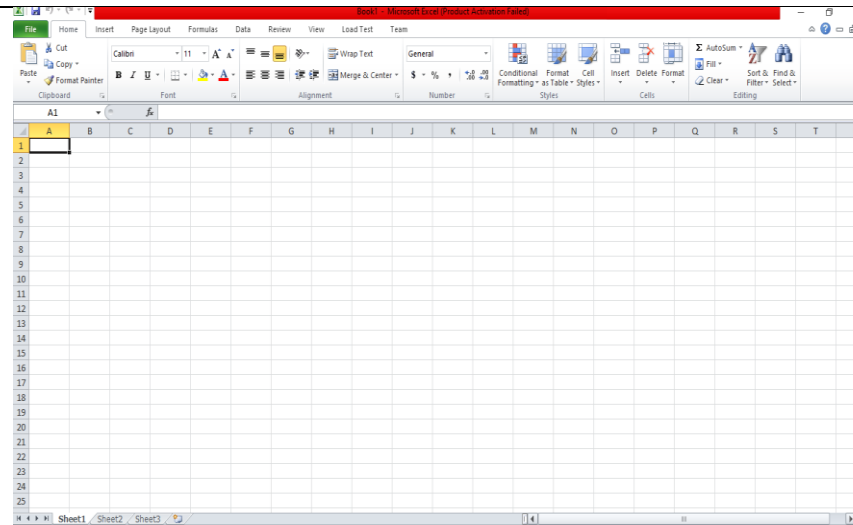 Book1 - Microsoft Excel (Product Activation Failed)
File Home Insert Page Layout Formulas Data Review View Load Test Team
Cut
Copy
Format Painter
Paste
Clipboard
Calibri 11
B I U
Font
Wrap Text
Merge & Center
Alignment
General
$ % ,
Number
Conditional Formatting
Format as Table
Cell Styles
Styles
Insert Delete Format
Cells
Σ AutoSum
Fill
Clear
Sort & Filter
Find & Select
Editing
A1 fx
A B C D E F G H I J K L M N O P Q R S T
1
2
3
4
5
6
7
8
9
10
11
12
13
14
15
16
17
18
19
20
21
22
23
24
25
Sheet1 Sheet2 Sheet3